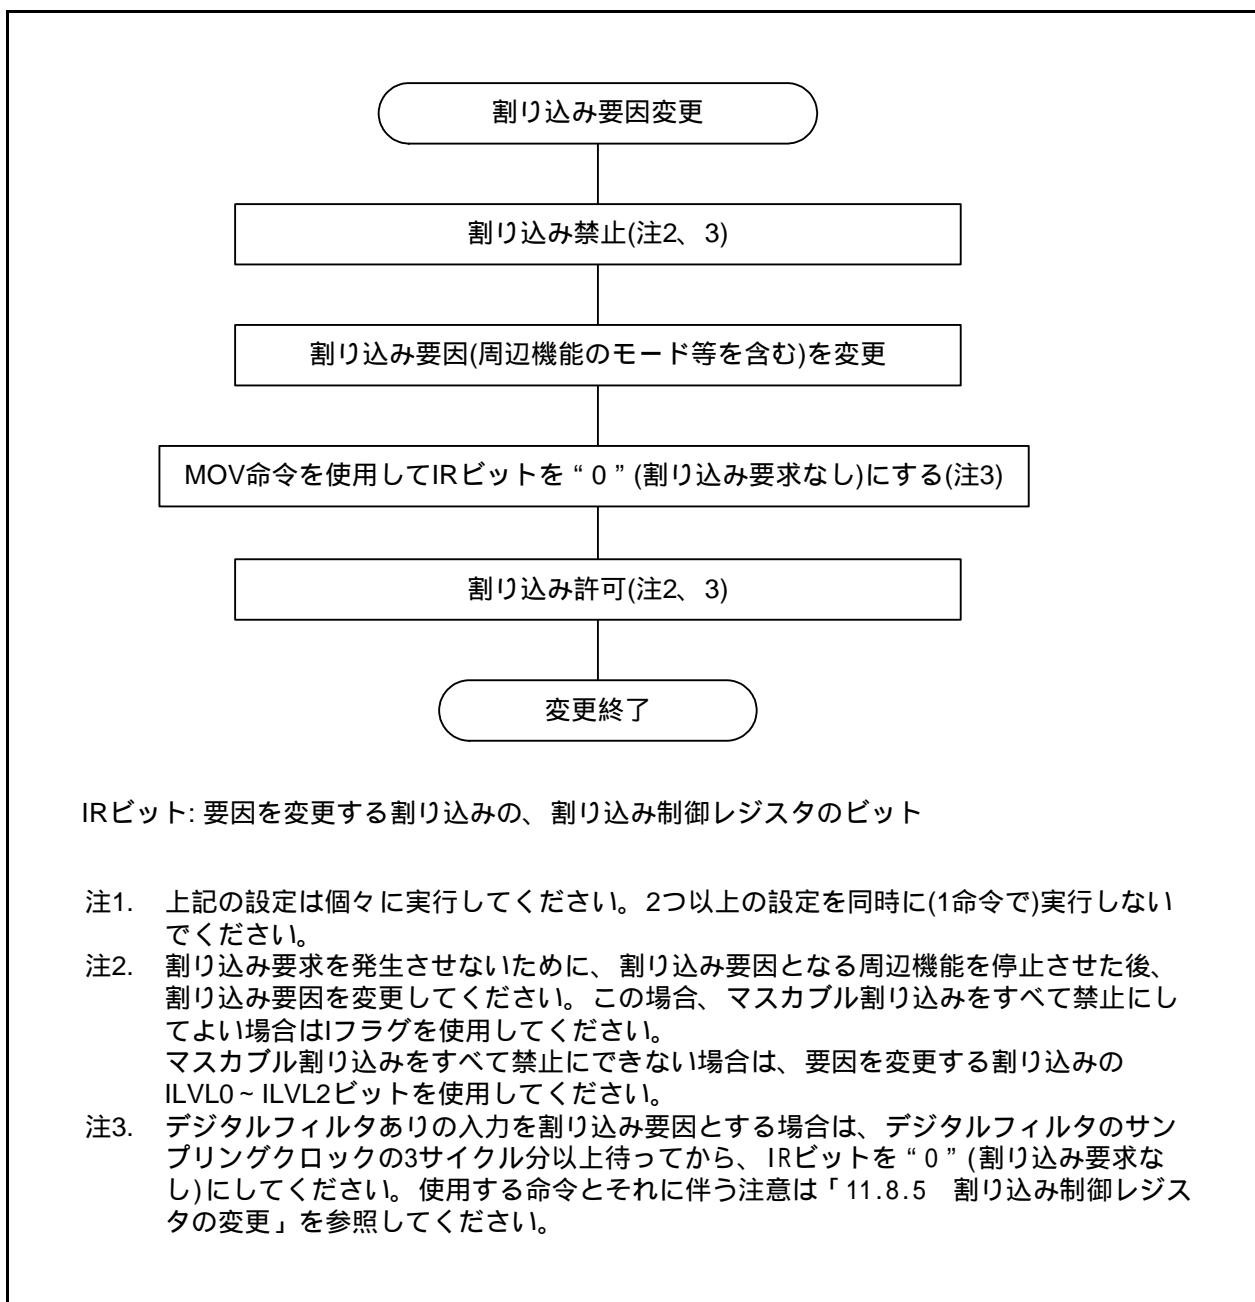 割り込み要因変更
割り込み禁止(注2、3)
割り込み要因(周辺機能のモード等を含む)を変更
MOV命令を使用してIRビットを“0”(割り込み要求なし)にする(注3)
割り込み許可(注2、3)
変更終了
IRビット: 要因を変更する割り込みの、割り込み制御レジスタのビット
注1. 上記の設定は個々に実行してください。2つ以上の設定を同時に(1命令で)実行しない
でください。
注2. 割り込み要求を発生させないために、割り込み要因となる周辺機能を停止させた後、
割り込み要因を変更してください。この場合、マスカブル割り込みをすべて禁止にし
てよい場合はIフラグを使用してください。
マスカブル割り込みをすべて禁止にできない場合は、要因を変更する割り込みの
ILVL0~ILVL2ビットを使用してください。
注3. デジタルフィルタありの入力を割り込み要因とする場合は、デジタルフィルタのサン
プリングクロックの3サイクル分以上待ってから、IRビットを“0”(割り込み要求な
し)にしてください。使用する命令とそれに伴う注意は「11.8.5 割り込み制御レジス
タの変更」を参照してください。